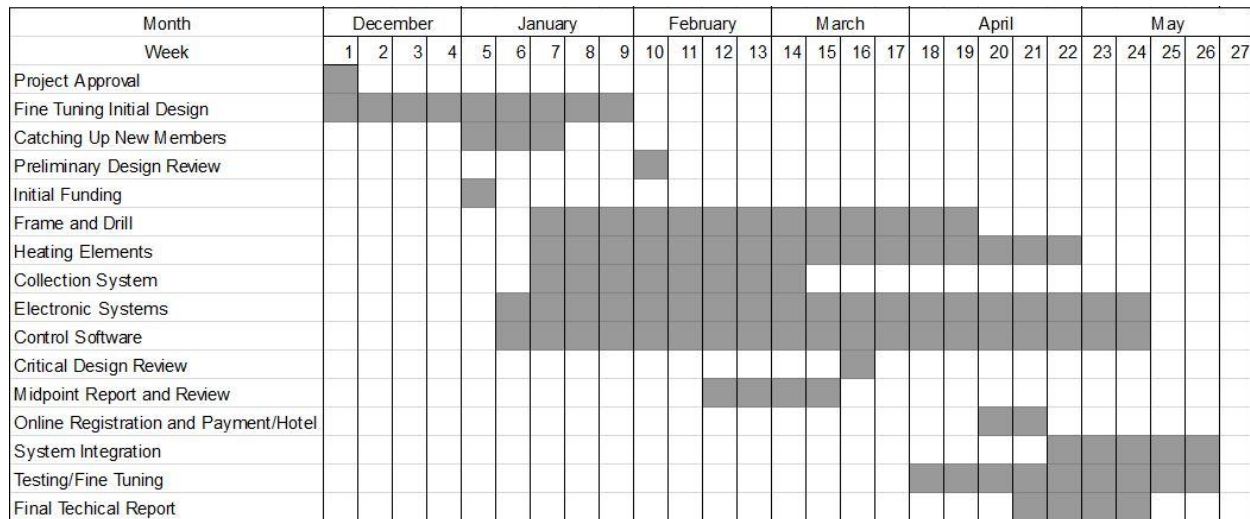 Month December January February March April May
Week 1 2 3 4 5 6 7 8 9 10 11 12 13 14 15 16 17 18 19 20 21 22 23 24 25 26 27
Project Approval
Fine Tuning Initial Design
Catching Up New Members
Preliminary Design Review
Initial Funding
Frame and Drill
Heating Elements
Collection System
Electronic Systems
Control Software
Critical Design Review
Midpoint Report and Review
Online Registration and Payment/Hotel
System Integration
Testing/Fine Tuning
Final Techical Report